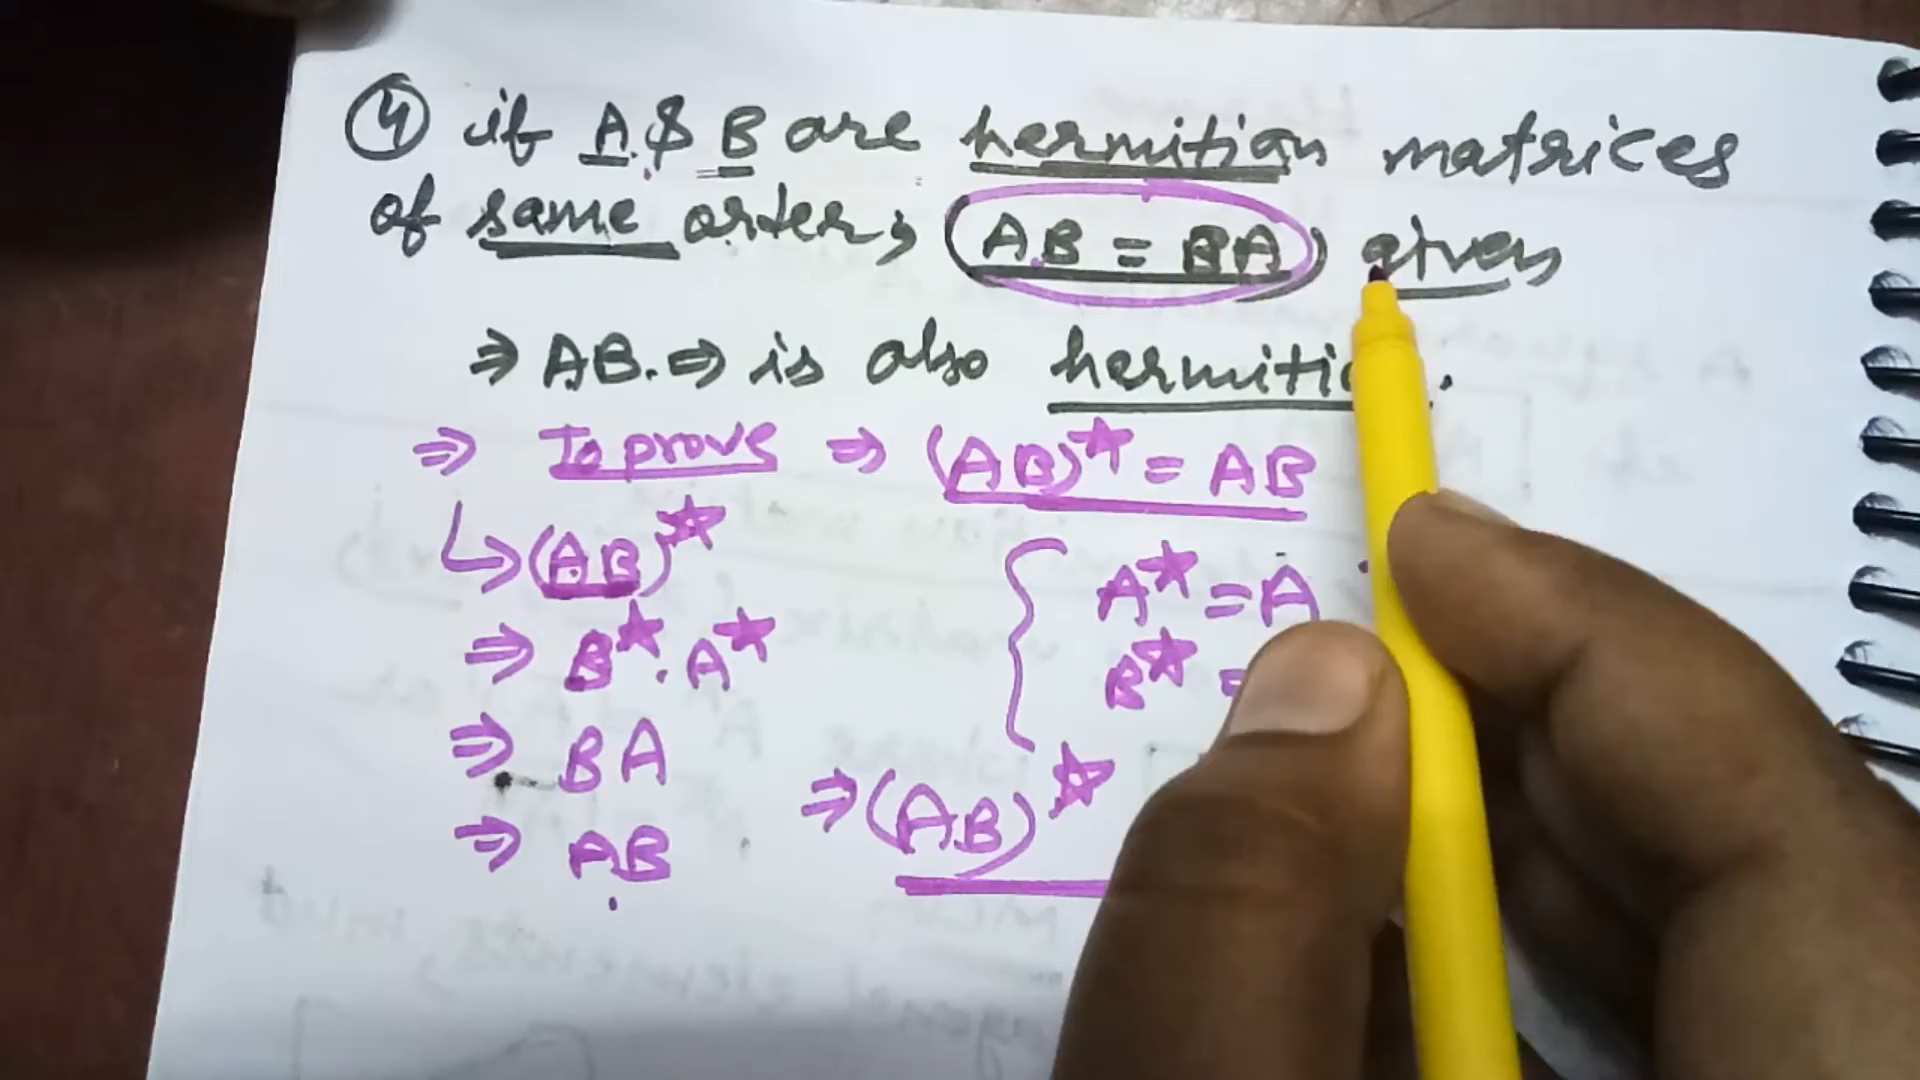 ④ if A & B are hermitian matrices
of same order, AB = BA given
⇒ AB. ⇒ is also hermitic.
⇒ To prove ⇒ (AB)* = AB
↳ (AB)*
⇒ B* . A*
⇒ BA
⇒ AB
A* = A
B* =
⇒ (AB)*